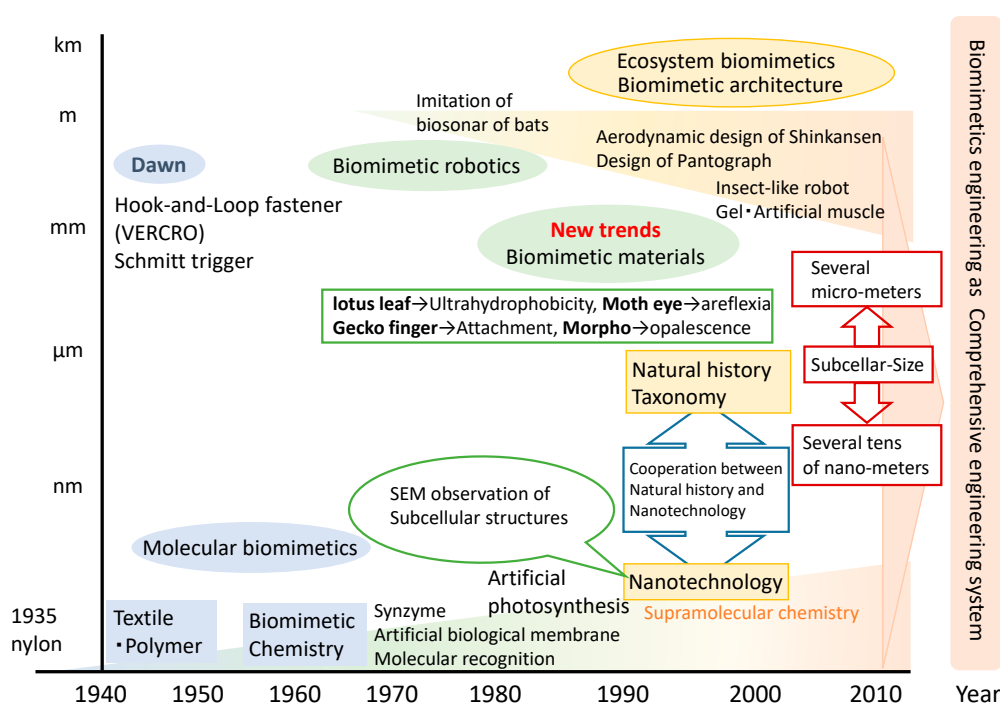 km
m
mm
μm
nm
1935
nylon
Ecosystem biomimetics
Biomimetic architecture
Imitation of
biosonar of bats
Aerodynamic design of Shinkansen
Design of Pantograph
Dawn
Biomimetic robotics
Insect-like robot
Gel・Artificial muscle
Hook-and-Loop fastener
(VERCRO)
Schmitt trigger
New trends
Biomimetic materials
Several
micro-meters
lotus leaf→Ultrahydrophobicity, Moth eye→areflexia
Gecko finger→Attachment, Morpho→opalescence
Subcellar-Size
Natural history
Taxonomy
Several tens
of nano-meters
Cooperation between
Natural history and
Nanotechnology
SEM observation of
Subcellular structures
Molecular biomimetics
Nanotechnology
Artificial
photosynthesis
Supramolecular chemistry
Textile
・Polymer
Biomimetic
Chemistry
Synzyme
Artificial biological membrane
Molecular recognition
Biomimetics engineering as Comprehensive engineering system
1940 1950 1960 1970 1980 1990 2000 2010 Year